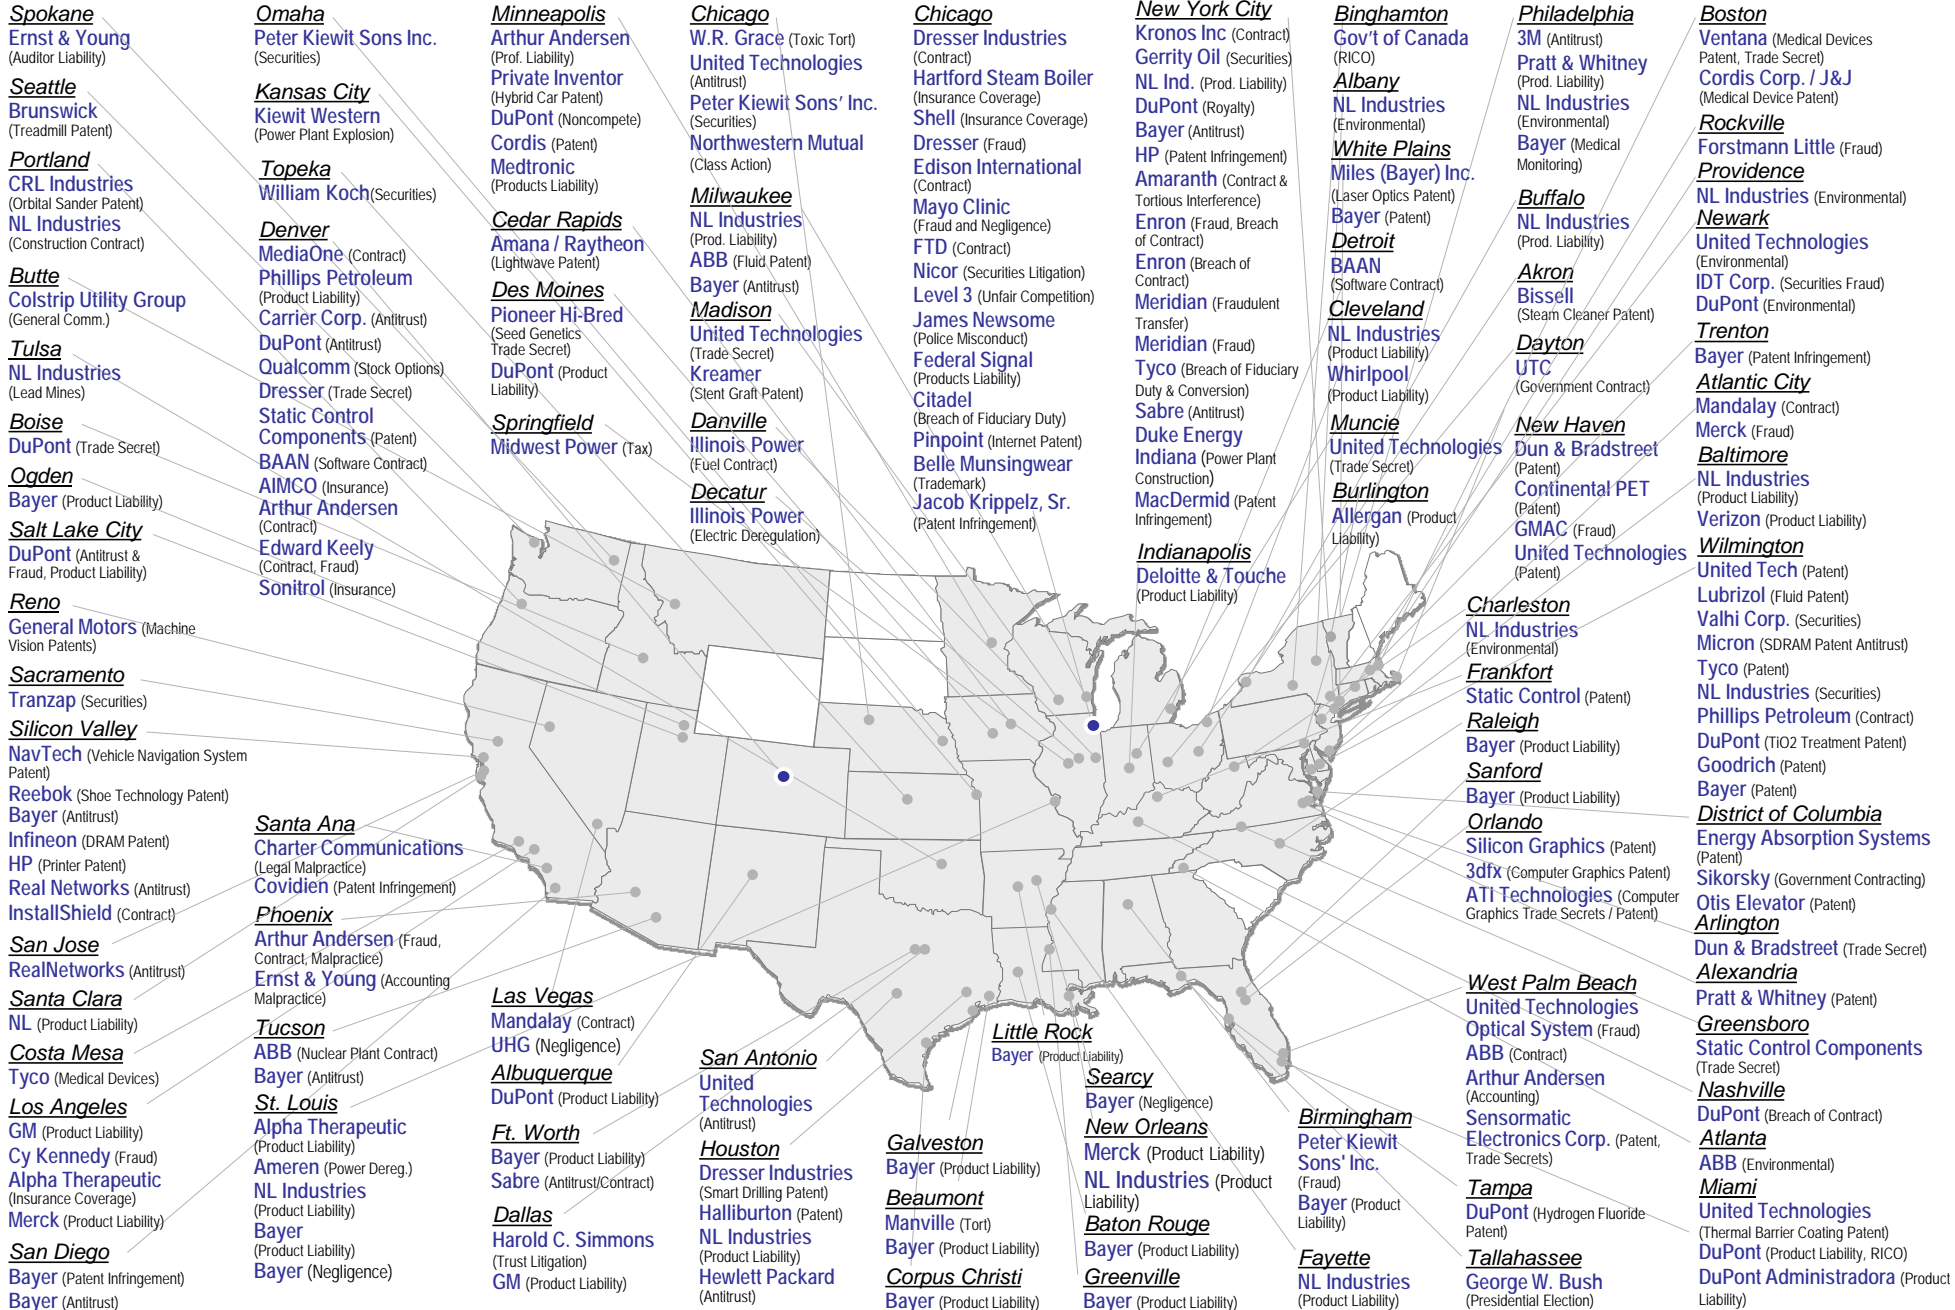 Spokane
Ernst & Young
(Auditor Liability)
Seattle
Brunswick
(Treadmill Patent)
Portland
CRL Industries
(Orbital Sander Patent)
NL Industries
(Construction Contract)
Butte
Colstrip Utility Group
(General Comm.)
Tulsa
NL Industries
(Lead Mines)
Boise
DuPont (Trade Secret)
Ogden
Bayer (Product Liability)
Salt Lake City
DuPont (Antitrust &
Fraud, Product Liability)
Reno
General Motors (Machine
Vision Patents)
Sacramento
Tranzap (Securities)
Silicon Valley
NavTech (Vehicle Navigation System
Patent)
Reebok (Shoe Technology Patent)
Bayer (Antitrust)
Infineon (DRAM Patent)
HP (Printer Patent)
Real Networks (Antitrust)
InstallShield (Contract)
San Jose
RealNetworks (Antitrust)
Santa Clara
NL (Product Liability)
Costa Mesa
Tyco (Medical Devices)
Los Angeles
GM (Product Liability)
Cy Kennedy (Fraud)
Alpha Therapeutic
(Insurance Coverage)
Merck (Product Liability)
San Diego
Bayer (Patent Infringement)
Bayer (Antitrust)
Omaha
Peter Kiewit Sons Inc.
(Securities)
Kansas City
Kiewit Western
(Power Plant Explosion)
Topeka
William Koch(Securities)
Denver
MediaOne (Contract)
Phillips Petroleum
(Product Liability)
Carrier Corp. (Antitrust)
DuPont (Antitrust)
Qualcomm (Stock Options)
Dresser (Trade Secret)
Static Control
Components (Patent)
BAAN (Software Contract)
AIMCO (Insurance)
Arthur Andersen
(Contract)
Edward Keely
(Contract, Fraud)
Sonitrol (Insurance)
Santa Ana
Charter Communications
(Legal Malpractice)
Covidien (Patent Infringement)
Phoenix
Arthur Andersen (Fraud,
Contract, Malpractice)
Ernst & Young (Accounting
Malpractice)
Tucson
ABB (Nuclear Plant Contract)
Bayer (Antitrust)
St. Louis
Alpha Therapeutic
(Product Liability)
Ameren (Power Dereg.)
NL Industries
(Product Liability)
Bayer
(Product Liability)
Bayer (Negligence)
Minneapolis
Arthur Andersen
(Prof. Liability)
Private Inventor
(Hybrid Car Patent)
DuPont (Noncompete)
Cordis (Patent)
Medtronic
(Products Liability)
Cedar Rapids
Amana / Raytheon
(Lightwave Patent)
Des Moines
Pioneer Hi-Bred
(Seed Genetics
Trade Secret)
DuPont (Product
Liability)
Springfield
Midwest Power (Tax)
Las Vegas
Mandalay (Contract)
UHG (Negligence)
Albuquerque
DuPont (Product Liability)
Ft. Worth
Bayer (Product Liability)
Sabre (Antitrust/Contract)
Dallas
Harold C. Simmons
(Trust Litigation)
GM (Product Liability)
Chicago
W.R. Grace (Toxic Tort)
United Technologies
(Antitrust)
Peter Kiewit Sons’ Inc.
(Securities)
Northwestern Mutual
(Class Action)
Milwaukee
NL Industries
(Prod. Liability)
ABB (Fluid Patent)
Bayer (Antitrust)
Madison
United Technologies
(Trade Secret)
Kreamer
(Stent Graft Patent)
Danville
Illinois Power
(Fuel Contract)
Decatur
Illinois Power
(Electric Deregulation)
San Antonio
United
Technologies
(Antitrust)
Houston
Dresser Industries
(Smart Drilling Patent)
Halliburton (Patent)
NL Industries
(Product Liability)
Hewlett Packard
(Antitrust)
Chicago
Dresser Industries
(Contract)
Hartford Steam Boiler
(Insurance Coverage)
Shell (Insurance Coverage)
Dresser (Fraud)
Edison International
(Contract)
Mayo Clinic
(Fraud and Negligence)
FTD (Contract)
Nicor (Securities Litigation)
Level 3 (Unfair Competition)
James Newsome
(Police Misconduct)
Federal Signal
(Products Liability)
Citadel
(Breach of Fiduciary Duty)
Pinpoint (Internet Patent)
Belle Munsingwear
(Trademark)
Jacob Krippelz, Sr.
(Patent Infringement)
Little Rock
Bayer (Product Liability)
Galveston
Bayer (Product Liability)
Beaumont
Manville (Tort)
Bayer (Product Liability)
Corpus Christi
Bayer (Product Liability)
Searcy
Bayer (Negligence)
New Orleans
Merck (Product Liability)
NL Industries (Product
Liability)
Baton Rouge
Bayer (Product Liability)
Greenville
Bayer (Product Liability)
New York City
Kronos Inc (Contract)
Gerrity Oil (Securities)
NL Ind. (Prod. Liability)
DuPont (Royalty)
Bayer (Antitrust)
HP (Patent Infringement)
Amaranth (Contract &
Tortious Interference)
Enron (Fraud, Breach
of Contract)
Enron (Breach of
Contract)
Meridian (Fraudulent
Transfer)
Meridian (Fraud)
Tyco (Breach of Fiduciary
Duty & Conversion)
Sabre (Antitrust)
Duke Energy
Indiana (Power Plant
Construction)
MacDermid (Patent
Infringement)
Indianapolis
Deloitte & Touche
(Product Liability)
Binghamton
Gov’t of Canada
(RICO)
Albany
NL Industries
(Environmental)
White Plains
Miles (Bayer) Inc.
(Laser Optics Patent)
Bayer (Patent)
Detroit
BAAN
(Software Contract)
Cleveland
NL Industries
(Product Liability)
Whirlpool
(Product Liability)
Muncie
United Technologies
(Trade Secret)
Burlington
Allergan (Product
Liability)
Birmingham
Peter Kiewit
Sons' Inc.
(Fraud)
Bayer (Product
Liability)
Fayette
NL Industries
(Product Liability)
Philadelphia
3M (Antitrust)
Pratt & Whitney
(Prod. Liability)
NL Industries
(Environmental)
Bayer (Medical
Monitoring)
Buffalo
NL Industries
(Prod. Liability)
Akron
Bissell
(Steam Cleaner Patent)
Dayton
UTC
(Government Contract)
New Haven
Dun & Bradstreet
(Patent)
Continental PET
(Patent)
GMAC (Fraud)
United Technologies
(Patent)
Charleston
NL Industries
(Environmental)
Frankfort
Static Control (Patent)
Raleigh
Bayer (Product Liability)
Sanford
Bayer (Product Liability)
Orlando
Silicon Graphics (Patent)
3dfx (Computer Graphics Patent)
ATi Technologies (Computer
Graphics Trade Secrets / Patent)
West Palm Beach
United Technologies
Optical System (Fraud)
ABB (Contract)
Arthur Andersen
(Accounting)
Sensormatic
Electronics Corp. (Patent,
Trade Secrets)
Tampa
DuPont (Hydrogen Fluoride
Patent)
Tallahassee
George W. Bush
(Presidential Election)
Boston
Ventana (Medical Devices
Patent, Trade Secret)
Cordis Corp. / J&J
(Medical Device Patent)
Rockville
Forstmann Little (Fraud)
Providence
NL Industries (Environmental)
Newark
United Technologies
(Environmental)
IDT Corp. (Securities Fraud)
DuPont (Environmental)
Trenton
Bayer (Patent Infringement)
Atlantic City
Mandalay (Contract)
Merck (Fraud)
Baltimore
NL Industries
(Product Liability)
Verizon (Product Liability)
Wilmington
United Tech (Patent)
Lubrizol (Fluid Patent)
Valhi Corp. (Securities)
Micron (SDRAM Patent Antitrust)
Tyco (Patent)
NL Industries (Securities)
Phillips Petroleum (Contract)
DuPont (TiO2 Treatment Patent)
Goodrich (Patent)
Bayer (Patent)
District of Columbia
Energy Absorption Systems
(Patent)
Sikorsky (Government Contracting)
Otis Elevator (Patent)
Arlington
Dun & Bradstreet (Trade Secret)
Alexandria
Pratt & Whitney (Patent)
Greensboro
Static Control Components
(Trade Secret)
Nashville
DuPont (Breach of Contract)
Atlanta
ABB (Environmental)
Miami
United Technologies
(Thermal Barrier Coating Patent)
DuPont (Product Liability, RICO)
DuPont Administradora (Product
Liability)